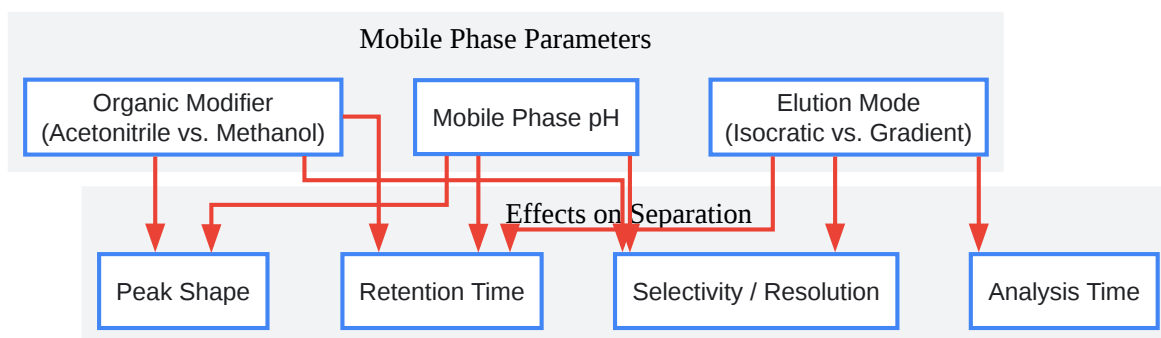 Mobile Phase Parameters
Organic Modifier
(Acetonitrile vs. Methanol)
Mobile Phase pH
Elution Mode
(Isocratic vs. Gradient)
Effects on Separation
Peak Shape
Retention Time
Selectivity / Resolution
Analysis Time